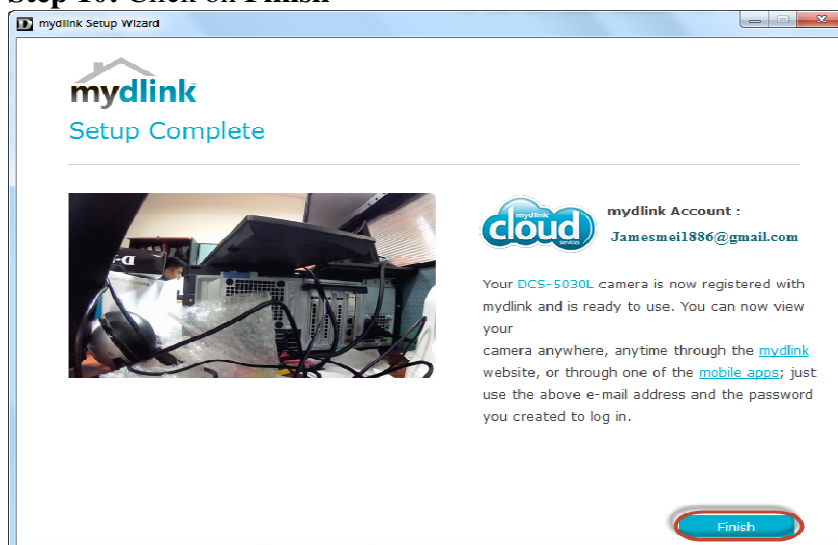 Step 10: Click on Finish
mydlink Setup Wizard
mydlink
Setup Complete
mydlink
cloud
services
mydlink Account :
Jamesmei1886@gmail.com
Your DCS-5030L camera is now registered with
mydlink and is ready to use. You can now view
your
camera anywhere, anytime through the mydlink
website, or through one of the mobile apps; just
use the above e-mail address and the password
you created to log in.
Finish